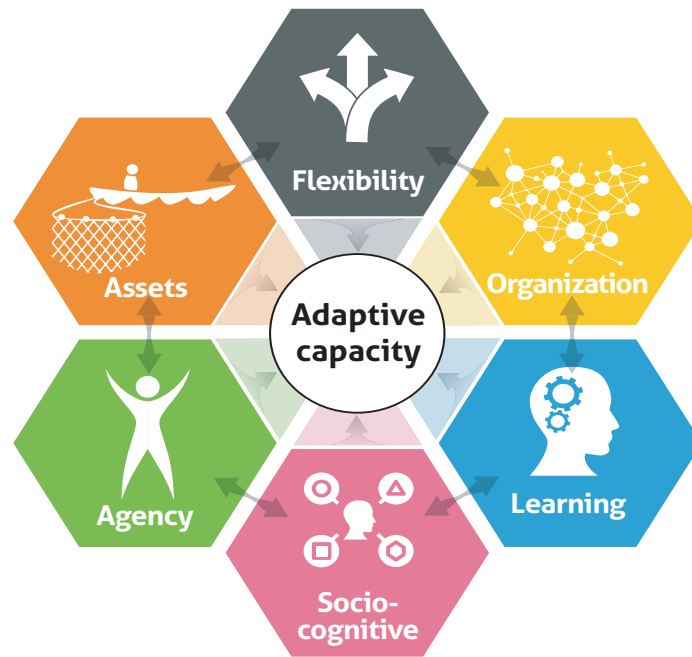 Flexibility
Assets
Organization
Adaptive
capacity
Agency
Learning
Socio-
cognitive